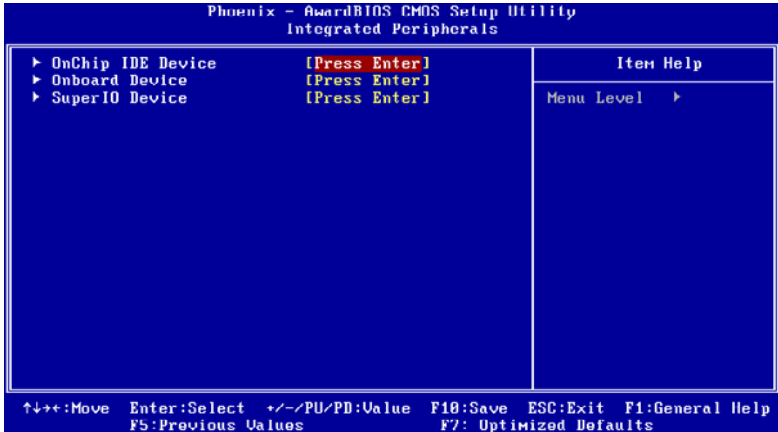 Phoenix - AwardBIOS CMOS Setup Utility
Integrated Peripherals
▶ OnChip IDE Device [Press Enter]
▶ Onboard Device [Press Enter]
▶ SuperIO Device [Press Enter]
Item Help
Menu Level ▶
↑↓→←:Move Enter:Select +/-/PU/PD:Value F10:Save ESC:Exit F1:General Help
F5:Previous Values F7: Optimized Defaults